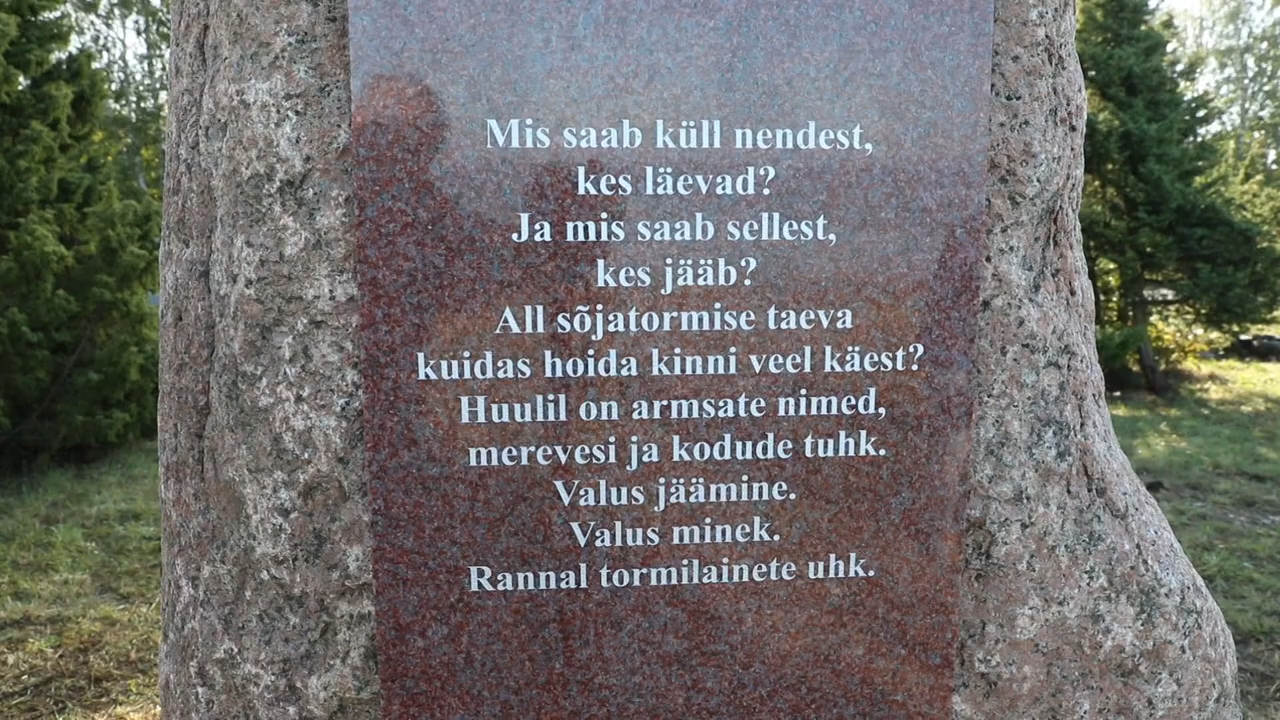 Mis saab küll nendest,
kes läevad?
Ja mis saab sellest,
kes jääb?
All sõjatormise taeva
kuidas hoida kinni veel käest?
Huulil on armsate nimed,
merevesi ja kodude tuhk.
Valus jäämine.
Valus minek.
Rannal tormilainete uhk.